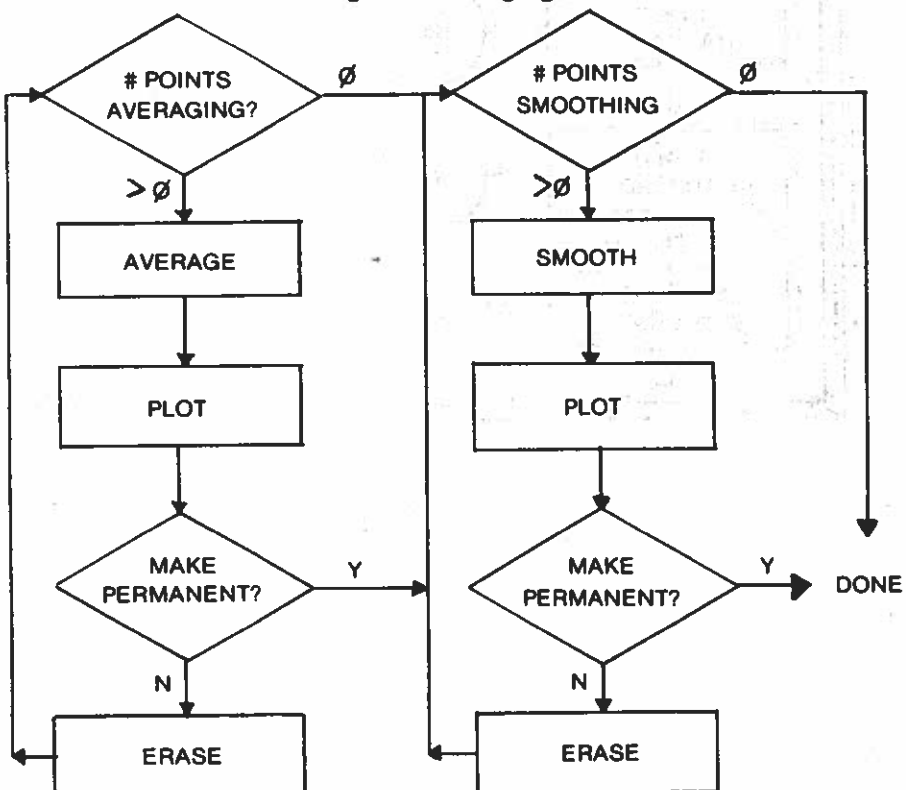 # POINTS
AVERAGING?
Ø
> Ø
AVERAGE
PLOT
MAKE
PERMANENT?
Y
N
ERASE
# POINTS
SMOOTHING
Ø
>Ø
SMOOTH
PLOT
MAKE
PERMANENT?
Y
DONE
N
ERASE